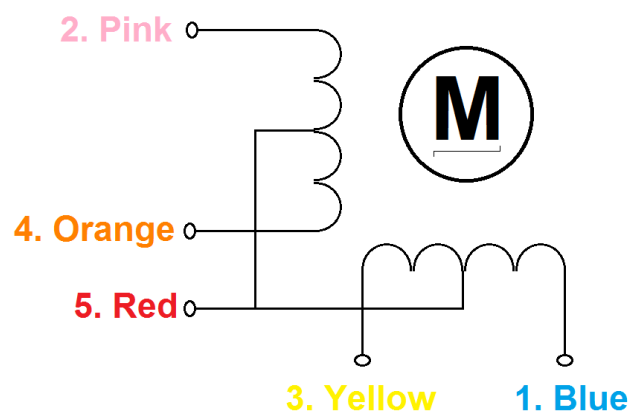 2. Pink
M
4. Orange
5. Red
3. Yellow
1. Blue